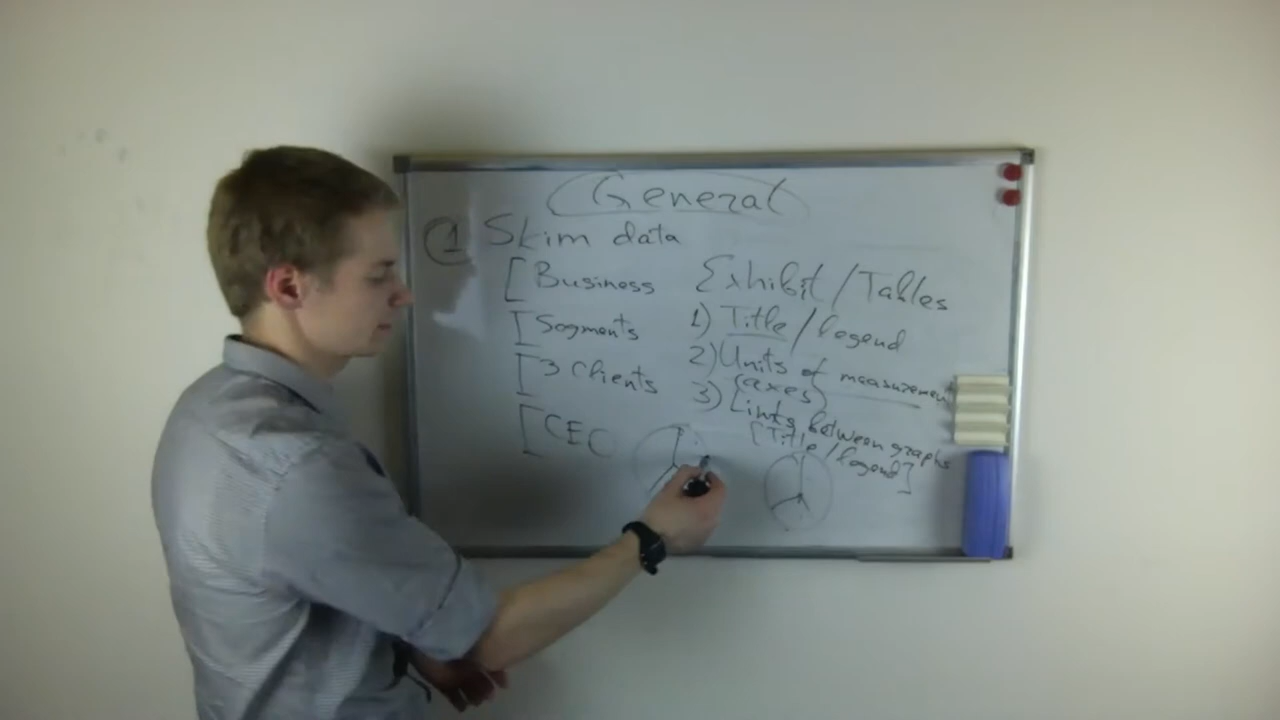 General
1 Skim data
[Business
[Segments
[3 Clients
[CEO
Exhibit/Tables
1) Title/legend
2) Units of measurement
(axes)
3) Links between graphs
[Title/legend]